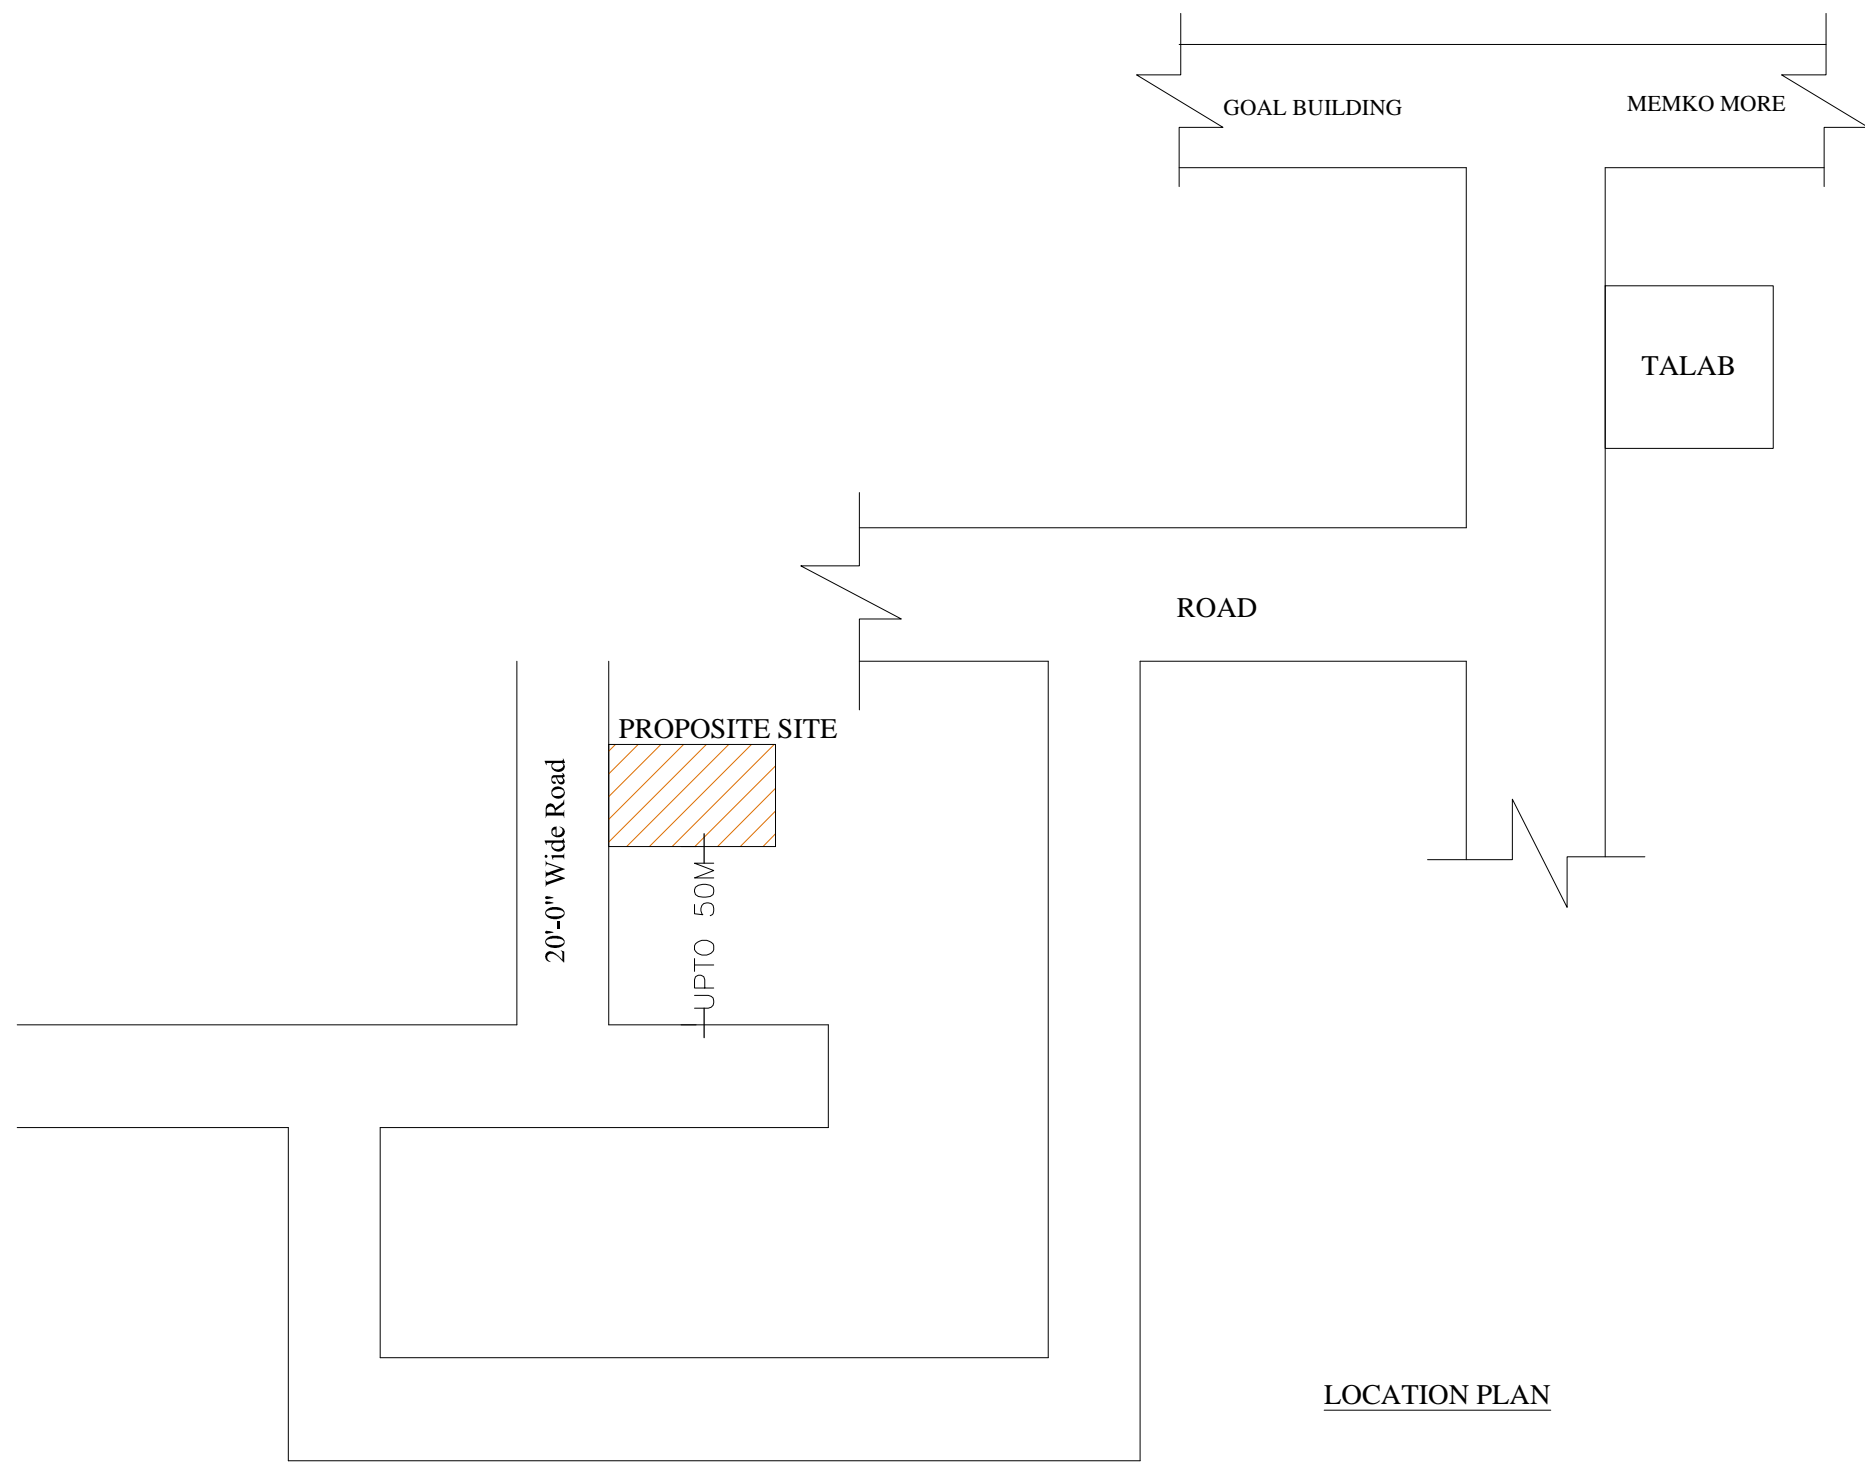 GOAL BUILDING
MEMKO MORE
TALAB
ROAD
PROPOSITE SITE
20'-0" Wide Road
UPTO 50M
LOCATION PLAN